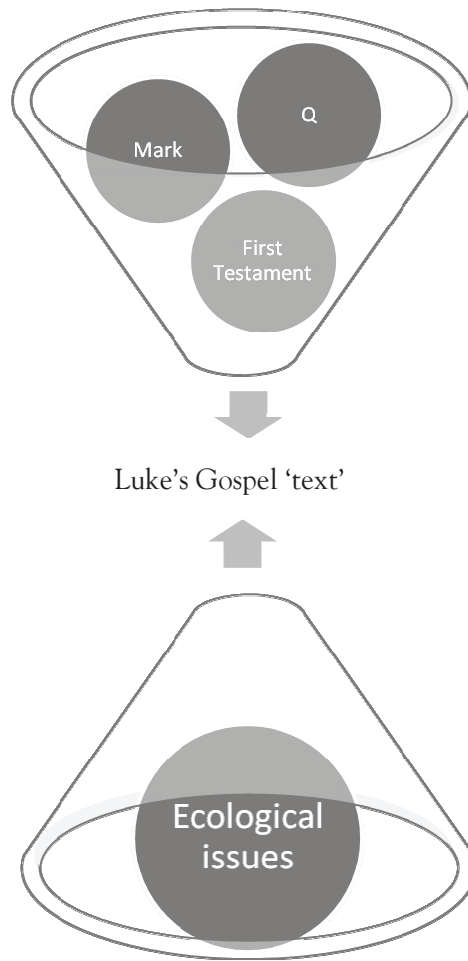 Mark
Q
First
Testament
Luke’s Gospel ‘text’
Ecological
issues